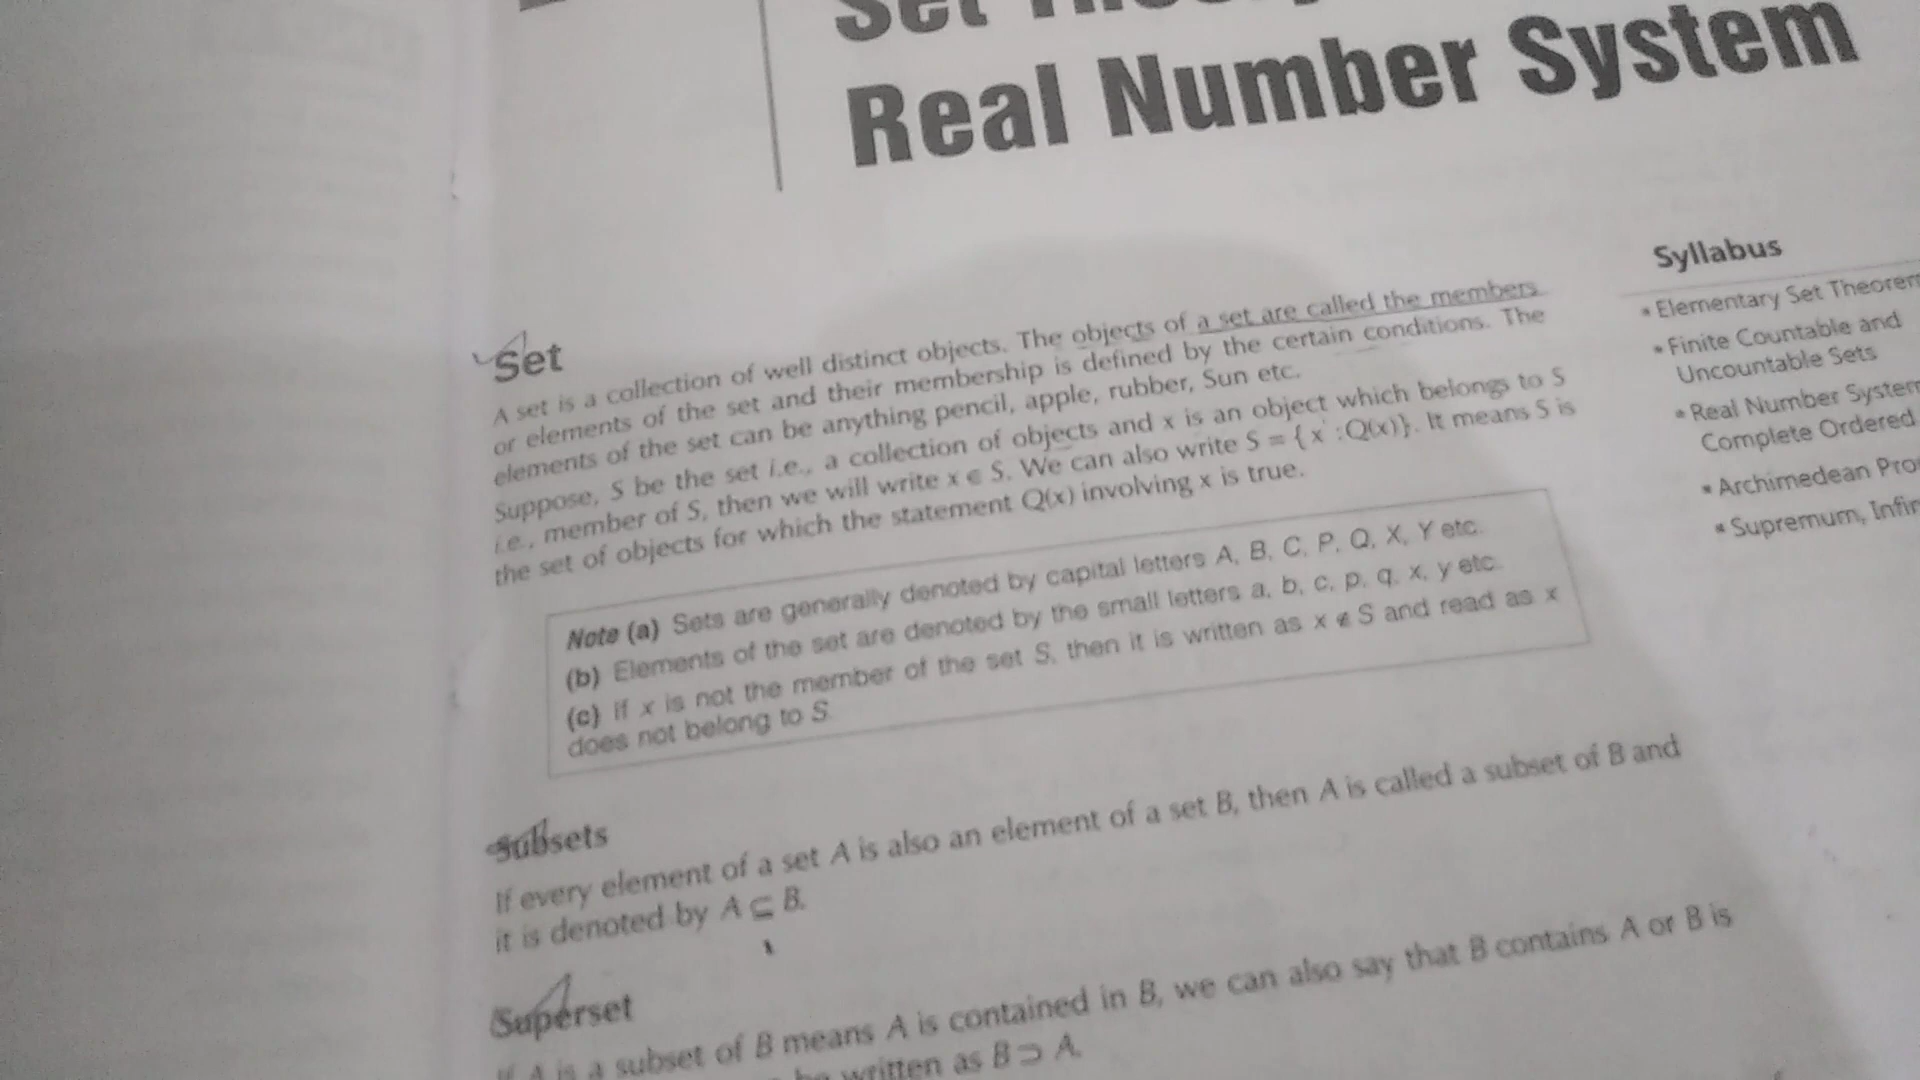 Set
Real Number System
Set
A set is a collection of well distinct objects. The objects of a set are called the members
or elements of the set and their membership is defined by the certain conditions. The
elements of the set can be anything pencil, apple, rubber, Sun etc.
Suppose, S be the set i.e., a collection of objects and x is an object which belongs to S
i.e., member of S, then we will write x ∈ S. We can also write S = {x : Q(x)}. It means S is
the set of objects for which the statement Q(x) involving x is true.
Note (a) Sets are generally denoted by capital letters A, B, C, P, Q, X, Y etc.
(b) Elements of the set are denoted by the small letters a, b, c, p, q, x, y etc.
(c) If x is not the member of the set S, then it is written as x ∉ S and read as x
does not belong to S.
Subsets
If every element of a set A is also an element of a set B, then A is called a subset of B and
it is denoted by A ⊆ B.
Superset
If A is a subset of B means A is contained in B, we can also say that B contains A or B is
written as B ⊃ A.
Syllabus
• Elementary Set
• Finite Countable and
Uncountable Sets
• Real Number System
Complete Ordered
• Archimedean
• Supremum,